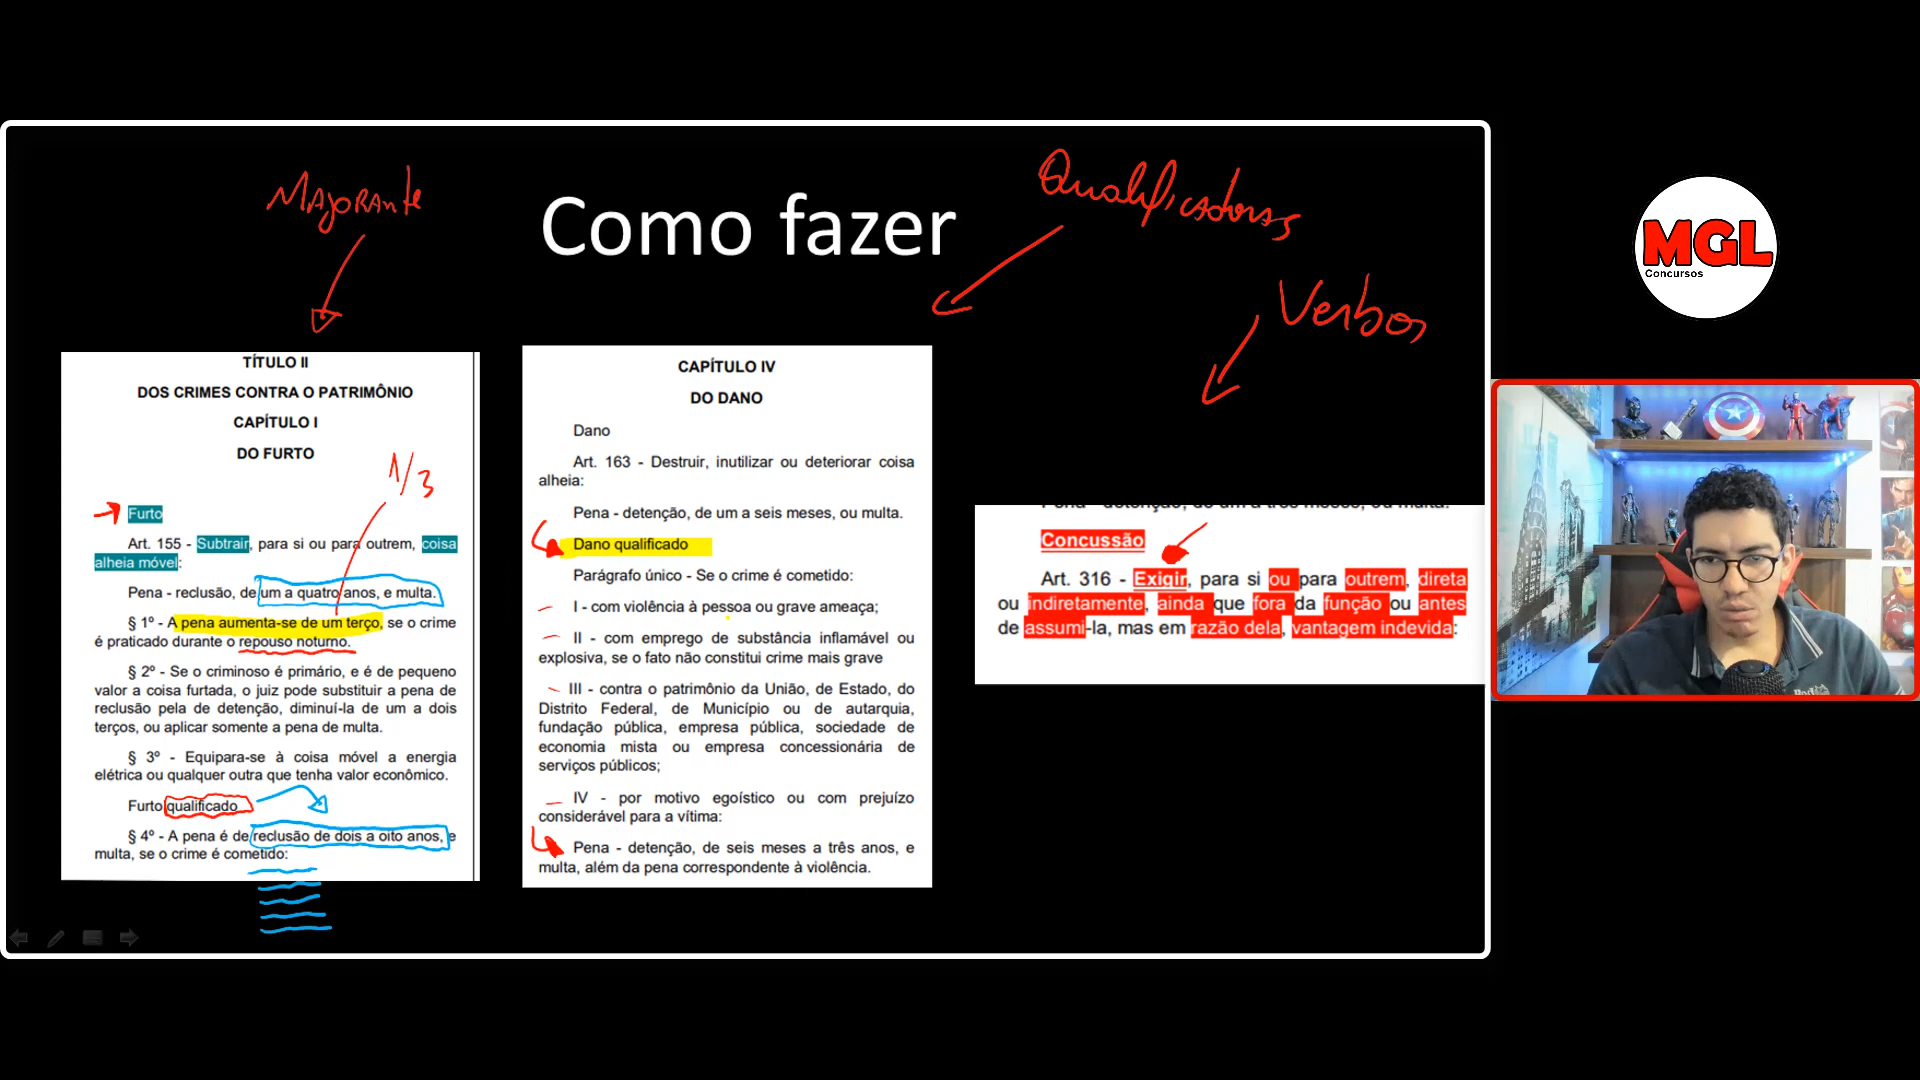 Majorante
Como fazer
Qualificadoras
Verbos
TÍTULO II
DOS CRIMES CONTRA O PATRIMÔNIO
CAPÍTULO I
DO FURTO
1/3
Furto
Art. 155 - Subtrair, para si ou para outrem, coisa
alheia móvel:
Pena - reclusão, de um a quatro anos, e multa.
§ 1º - A pena aumenta-se de um terço, se o crime
é praticado durante o repouso noturno.
§ 2º - Se o criminoso é primário, e é de pequeno
valor a coisa furtada, o juiz pode substituir a pena de
reclusão pela de detenção, diminuí-la de um a dois
terços, ou aplicar somente a pena de multa.
§ 3º - Equipara-se à coisa móvel a energia
elétrica ou qualquer outra que tenha valor econômico.
Furto qualificado
§ 4º - A pena é de reclusão de dois a oito anos, e
multa, se o crime é cometido:
CAPÍTULO IV
DO DANO
Dano
Art. 163 - Destruir, inutilizar ou deteriorar coisa
alheia:
Pena - detenção, de um a seis meses, ou multa.
Dano qualificado
Parágrafo único - Se o crime é cometido:
I - com violência à pessoa ou grave ameaça;
II - com emprego de substância inflamável ou
explosiva, se o fato não constitui crime mais grave
III - contra o patrimônio da União, de Estado, do
Distrito Federal, de Município ou de autarquia,
fundação pública, empresa pública, sociedade de
economia mista ou empresa concessionária de
serviços públicos;
IV - por motivo egoístico ou com prejuízo
considerável para a vítima:
Pena - detenção, de seis meses a três anos, e
multa, além da pena correspondente à violência.
Pena - detenção, de um a três meses, ou multa.
Concussão
Art. 316 - Exigir, para si ou para outrem, direta
ou indiretamente, ainda que fora da função ou antes
de assumi-la, mas em razão dela, vantagem indevida:
MGL
Concursos